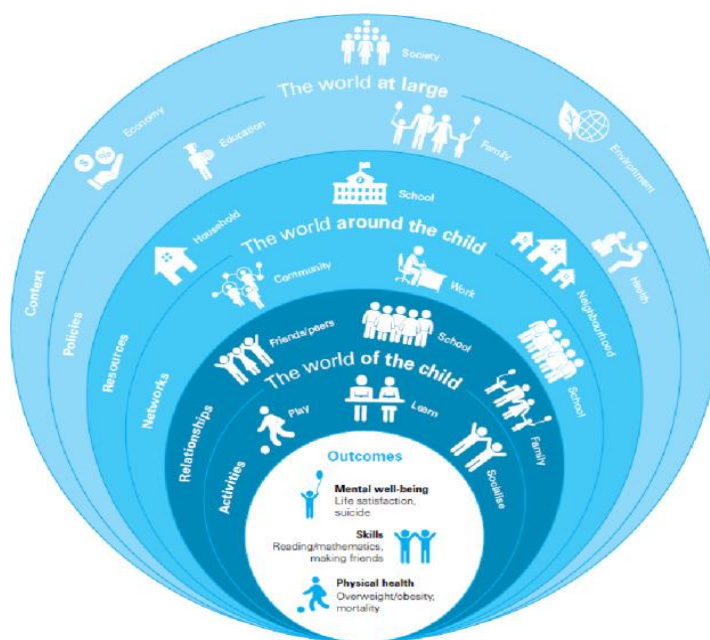 Society
The world at large
Economy
Education
Family
Environment
Health
Context
Policies
School
Household
The world around the child
Community
Work
Neighbourhood
School
Resources
Networks
Friends/peers
School
The world of the child
Family
Relationships
Activities
Play
Learn
Socialise
Outcomes
Mental well-being
Life satisfaction,
suicide
Skills
Reading/mathematics,
making friends
Physical health
Overweight/obesity,
mortality